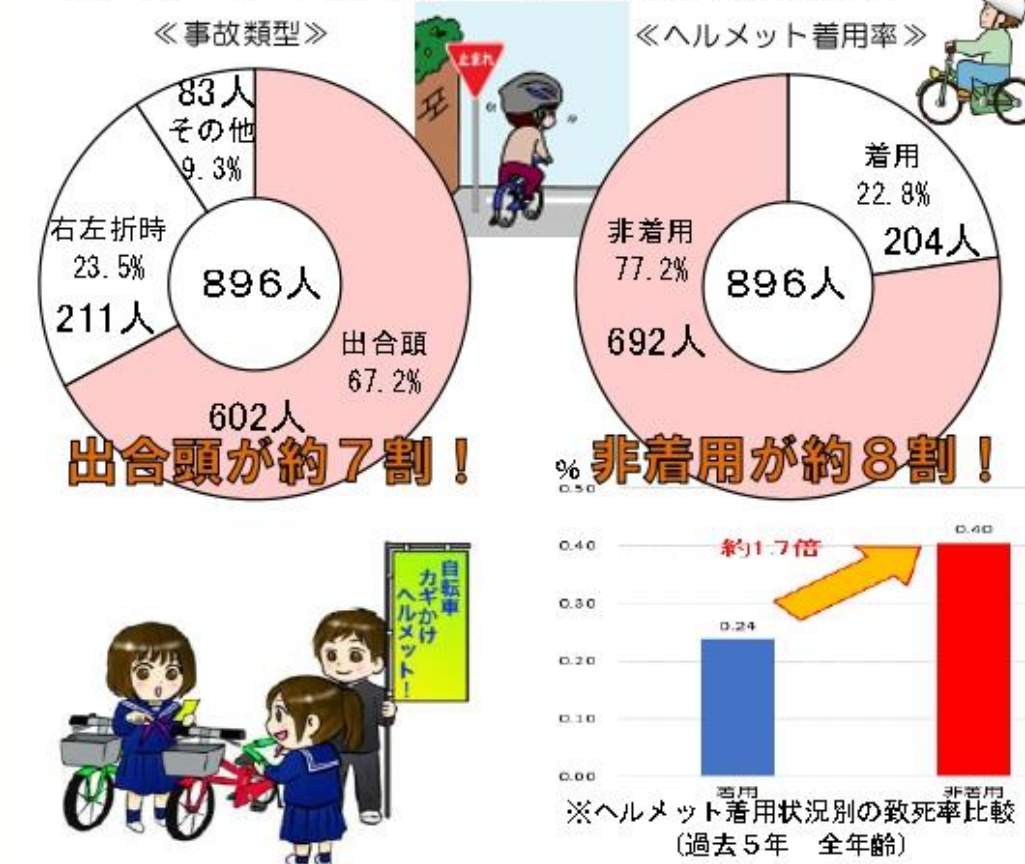 ≪事故類型≫
83人
その他
9.3%
右左折時
23.5%
211人
896人
出合頭
67.2%
602人
出合頭が約7割！
止まれ
≪ヘルメット着用率≫
着用
22.8%
204人
非着用
77.2%
692人
896人
非着用が約8割！
自転車
カギかけ
ヘルメット！
%
0.50
0.40
0.30
0.20
0.10
0.00
約1.7倍
0.24
0.40
着用
非着用
※ヘルメット着用状況別の致死率比較
(過去5年　全年齢)